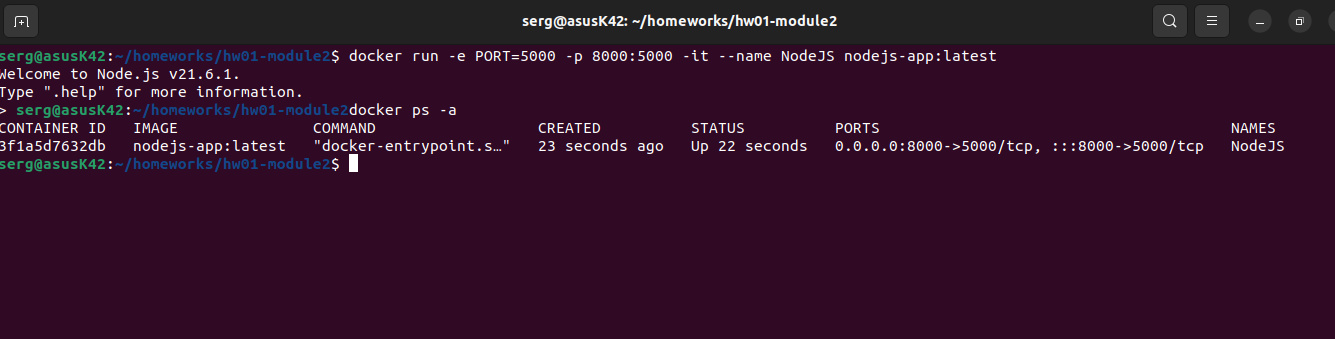 serg@asusK42: ~/homeworks/hw01-module2
serg@asusK42:~/homeworks/hw01-module2$ docker run -e PORT=5000 -p 8000:5000 -it --name NodeJS nodejs-app:latest
Welcome to Node.js v21.6.1.
Type ".help" for more information.
> serg@asusK42:~/homeworks/hw01-module2docker ps -a
CONTAINER ID   IMAGE               COMMAND                  CREATED          STATUS          PORTS                                       NAMES
3f1a5d7632db   nodejs-app:latest   "docker-entrypoint.s…"   23 seconds ago   Up 22 seconds   0.0.0.0:8000->5000/tcp, :::8000->5000/tcp   NodeJS
serg@asusK42:~/homeworks/hw01-module2$